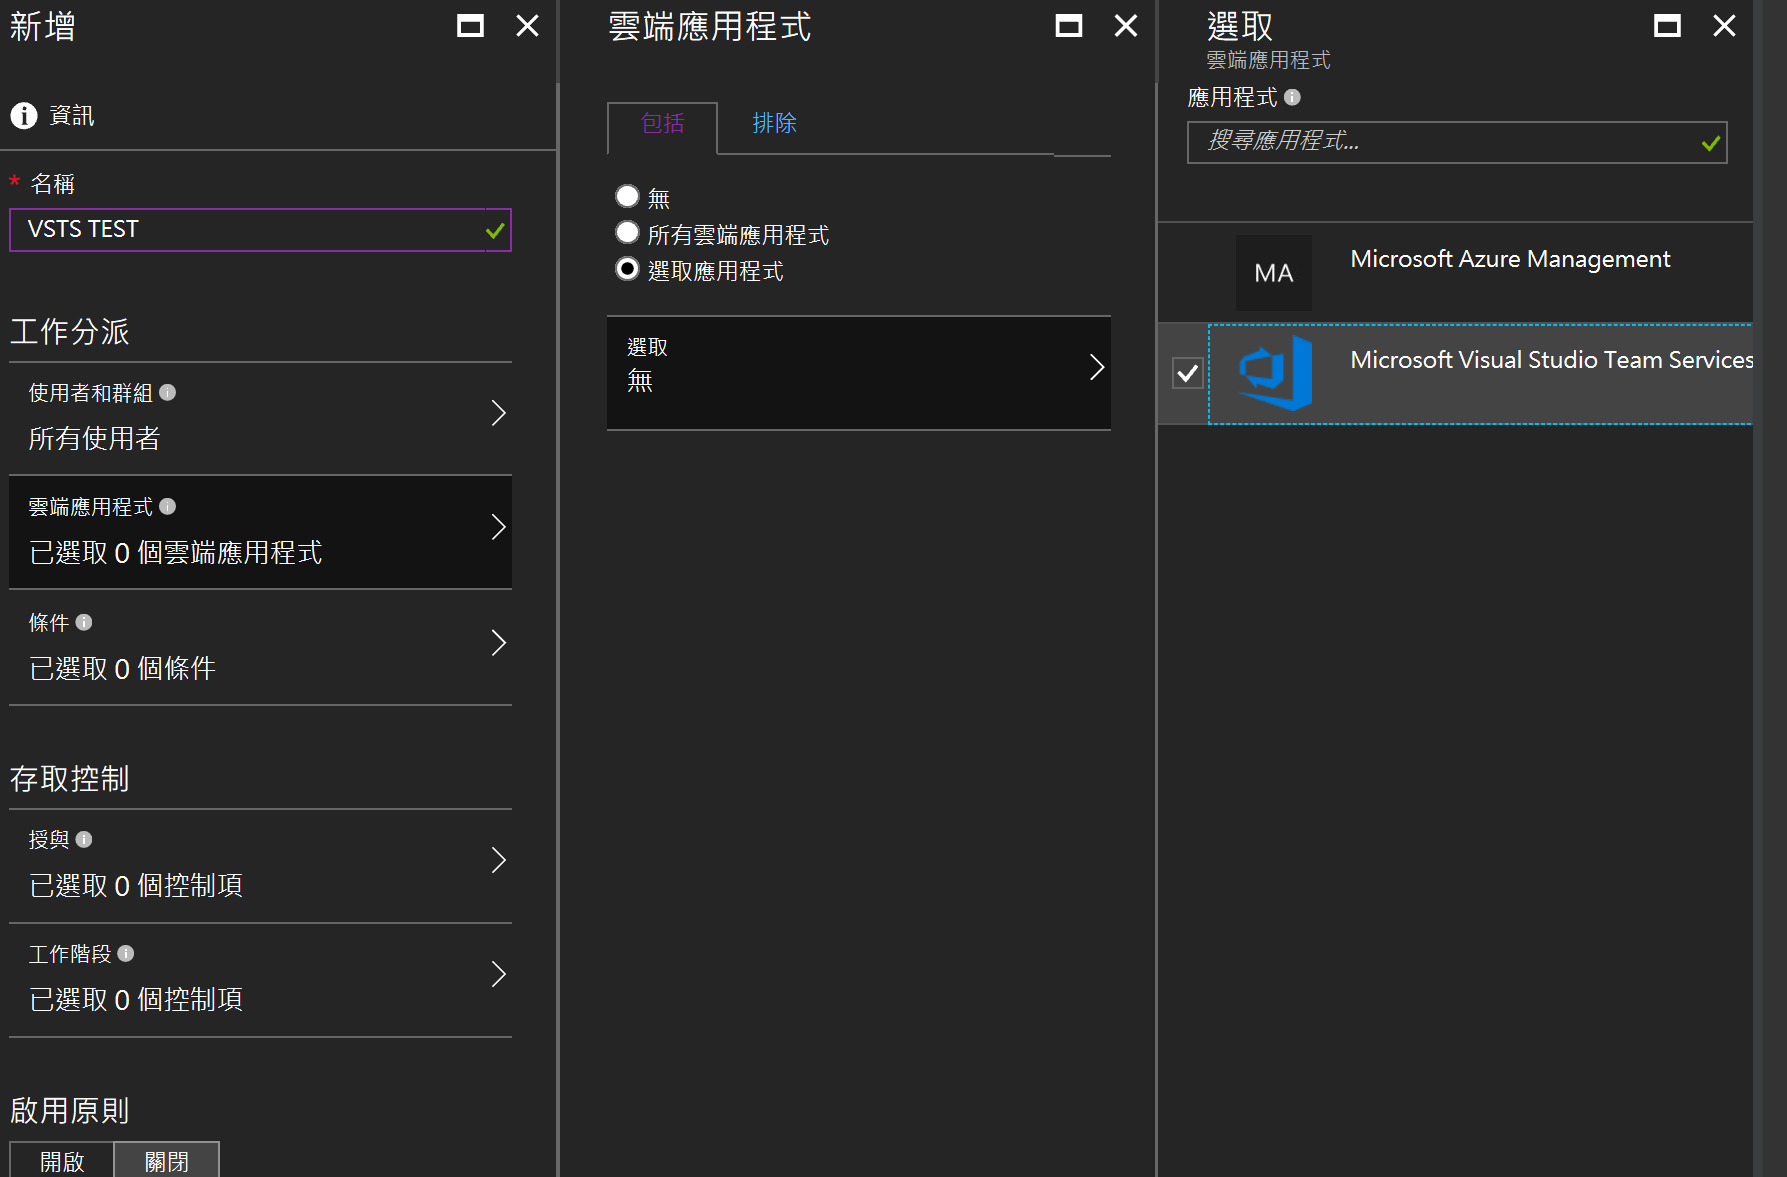 新增
資訊
* 名稱
VSTS TEST
工作分派
使用者和群組
所有使用者
雲端應用程式
已選取 0 個雲端應用程式
條件
已選取 0 個條件
存取控制
授與
已選取 0 個控制項
工作階段
已選取 0 個控制項
啟用原則
開啟 關閉
雲端應用程式
包括 排除
無
所有雲端應用程式
選取應用程式
選取
無
選取
雲端應用程式
應用程式
搜尋應用程式...
MA Microsoft Azure Management
Microsoft Visual Studio Team Services